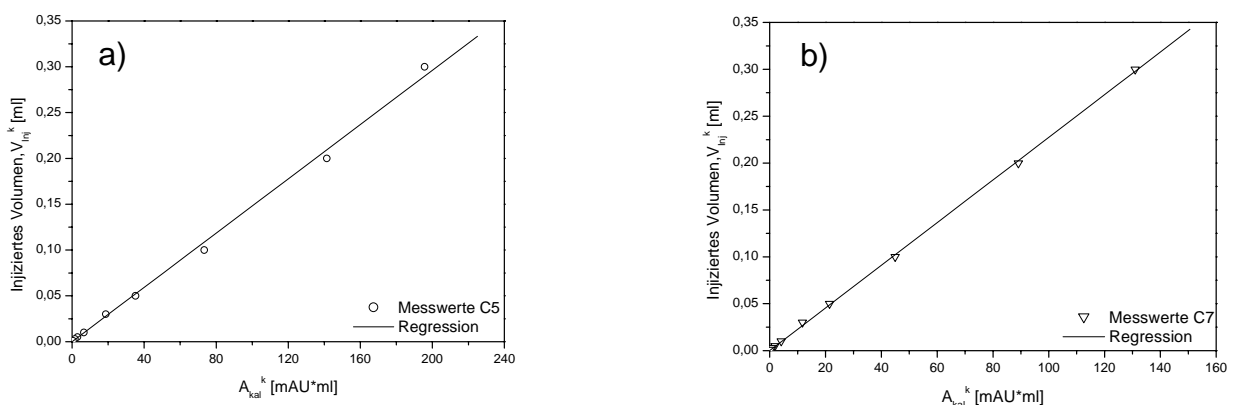 a)
0,35
0,30
0,25
0,20
0,15
0,10
0,05
0,00
Injiziertes Volumen, V_Inj^k [ml]
0 40 80 120 160 200 240
A_kal^k [mAU*ml]
Messwerte C5
Regression
b)
0,35
0,30
0,25
0,20
0,15
0,10
0,05
0,00
Injiziertes Volumen, V_Inj^k [ml]
0 20 40 60 80 100 120 140 160
A_kal^k [mAU*ml]
Messwerte C7
Regression